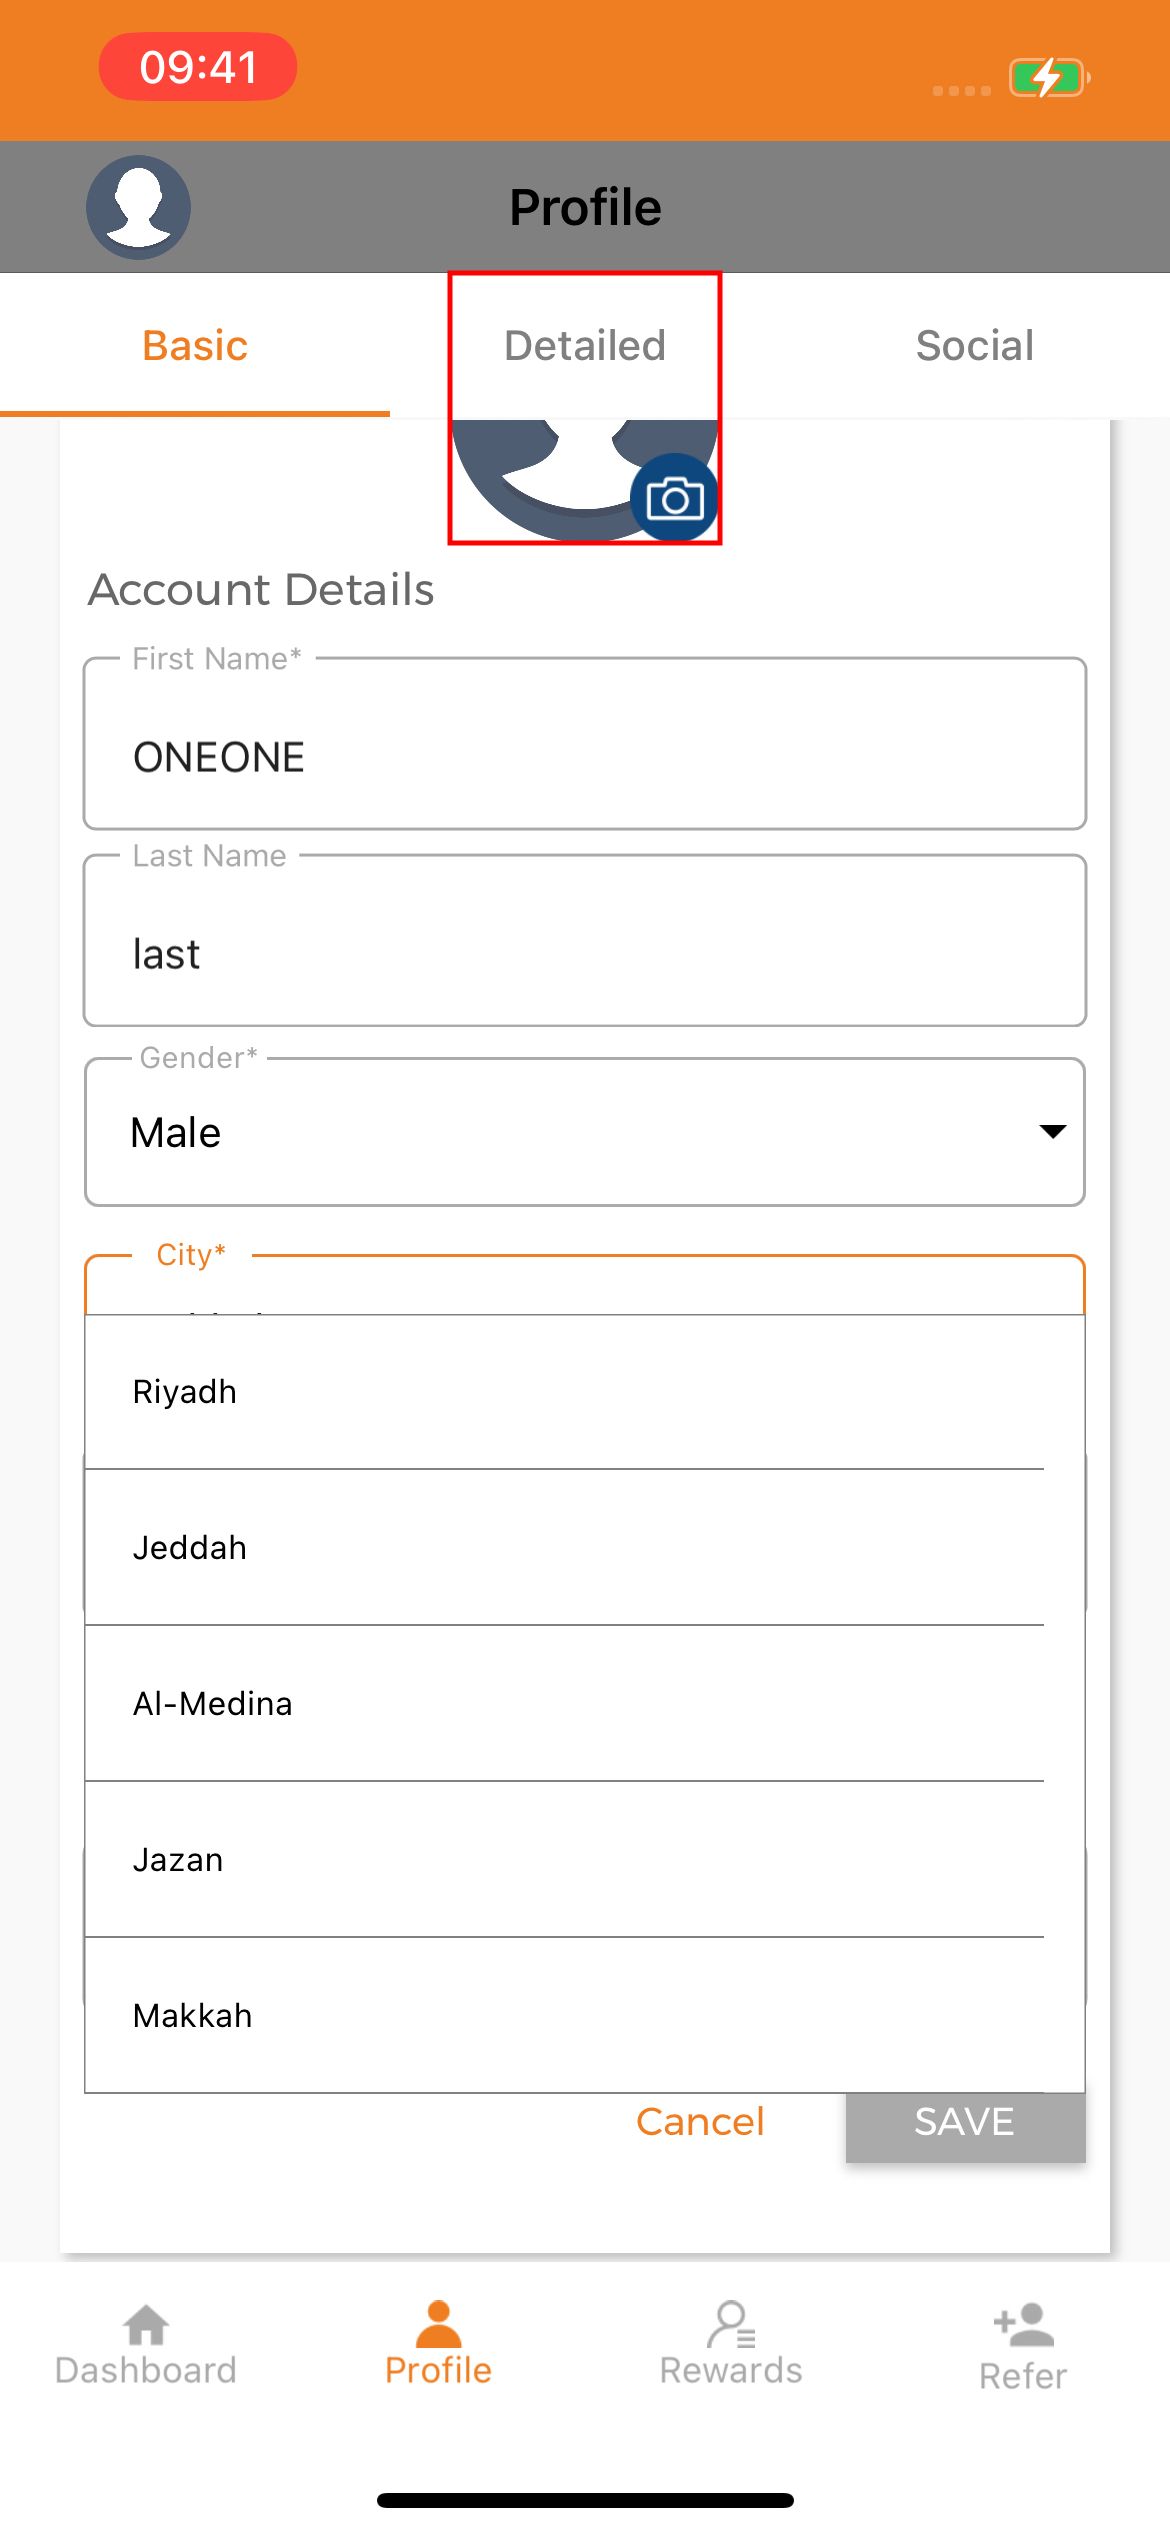 09:41
Profile
Basic Detailed Social
Account Details
First Name*
ONEONE
Last Name
last
Gender*
Male
City*
Riyadh
Jeddah
Al-Medina
Jazan
Makkah
Cancel SAVE
Dashboard Profile Rewards Refer